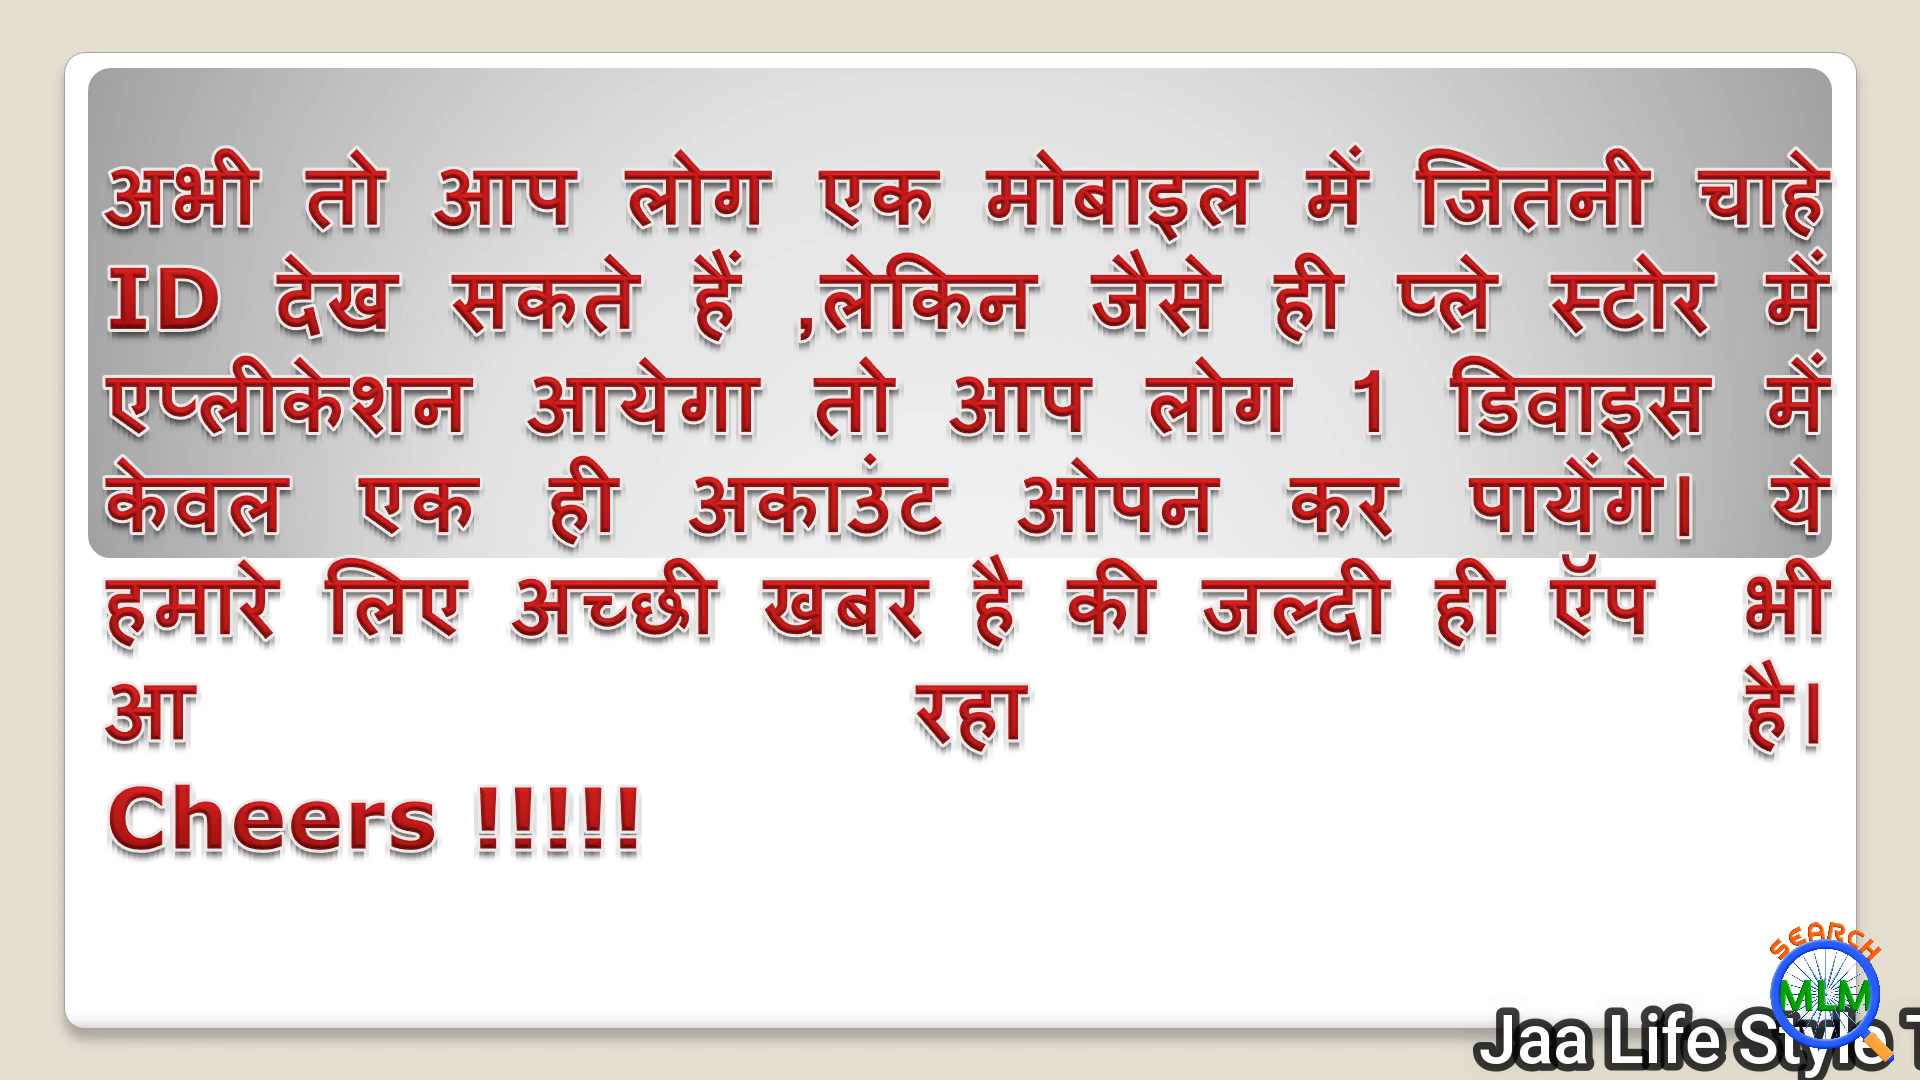 अभी तो आप लोग एक मोबाइल में जितनी चाहे
ID देख सकते हैं ,लेकिन जैसे ही प्ले स्टोर में
एप्लीकेशन आयेगा तो आप लोग 1 डिवाइस में
केवल एक ही अकाउंट ओपन कर पायेंगे। ये
हमारे लिए अच्छी खबर है की जल्दी ही ऍप भी
आ रहा है।
Cheers !!!!!
SEARCH
MLM
Jaa Life Style T